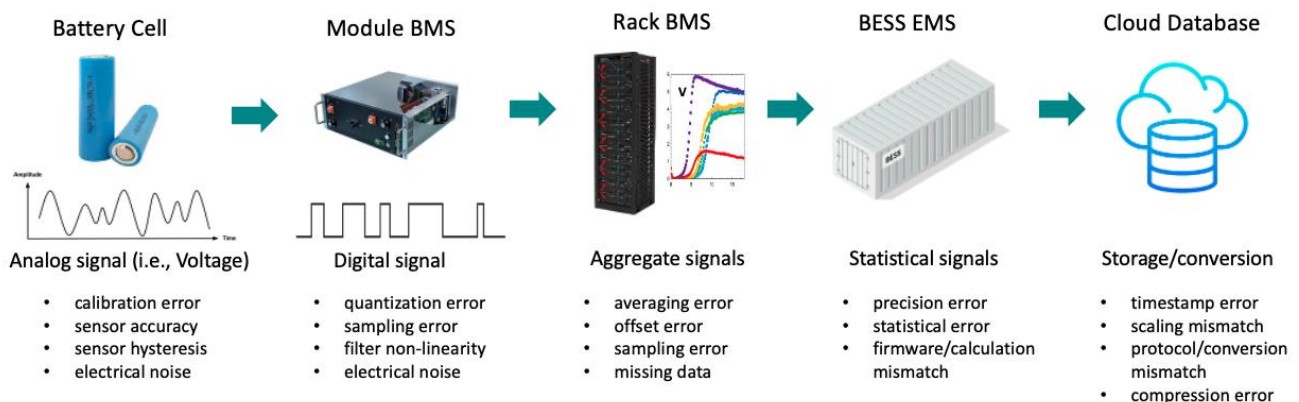 Battery Cell
Module BMS
Rack BMS
BESS EMS
Cloud Database
Amplitude
Time
V
BESS
Analog signal (i.e., Voltage)
Digital signal
Aggregate signals
Statistical signals
Storage/conversion
• calibration error
• sensor accuracy
• sensor hysteresis
• electrical noise
• quantization error
• sampling error
• filter non-linearity
• electrical noise
• averaging error
• offset error
• sampling error
• missing data
• precision error
• statistical error
• firmware/calculation
mismatch
• timestamp error
• scaling mismatch
• protocol/conversion
mismatch
• compression error